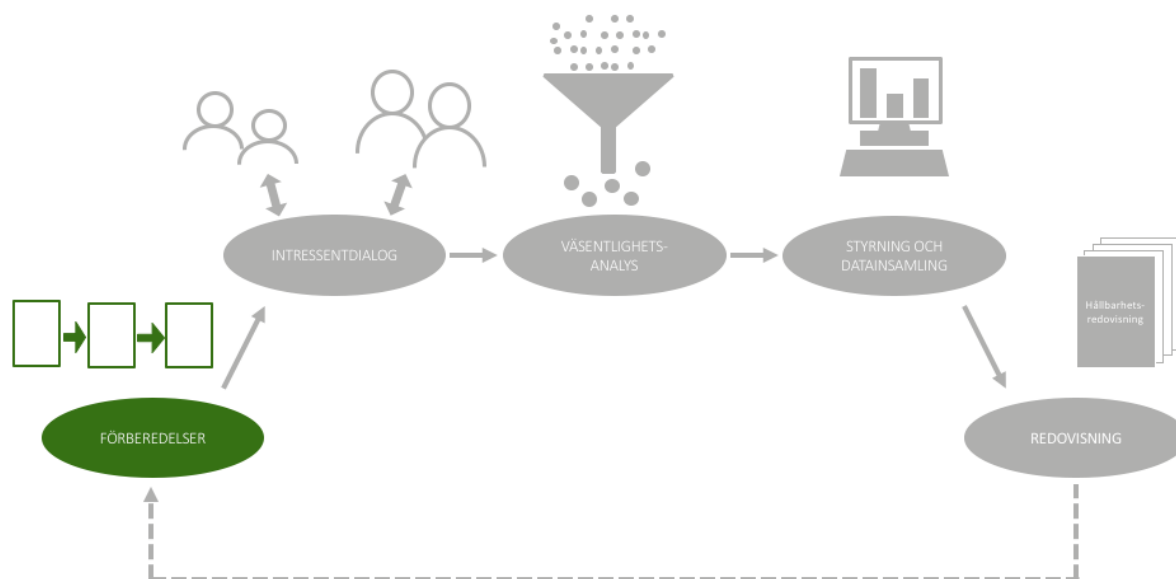 INTRESSENTDIALOG
VÄSENTLIGHETS-
ANALYS
STYRNING OCH
DATAINSAMLING
Hållbarhets-
redovisning
FÖRBEREDELSER
REDOVISNING